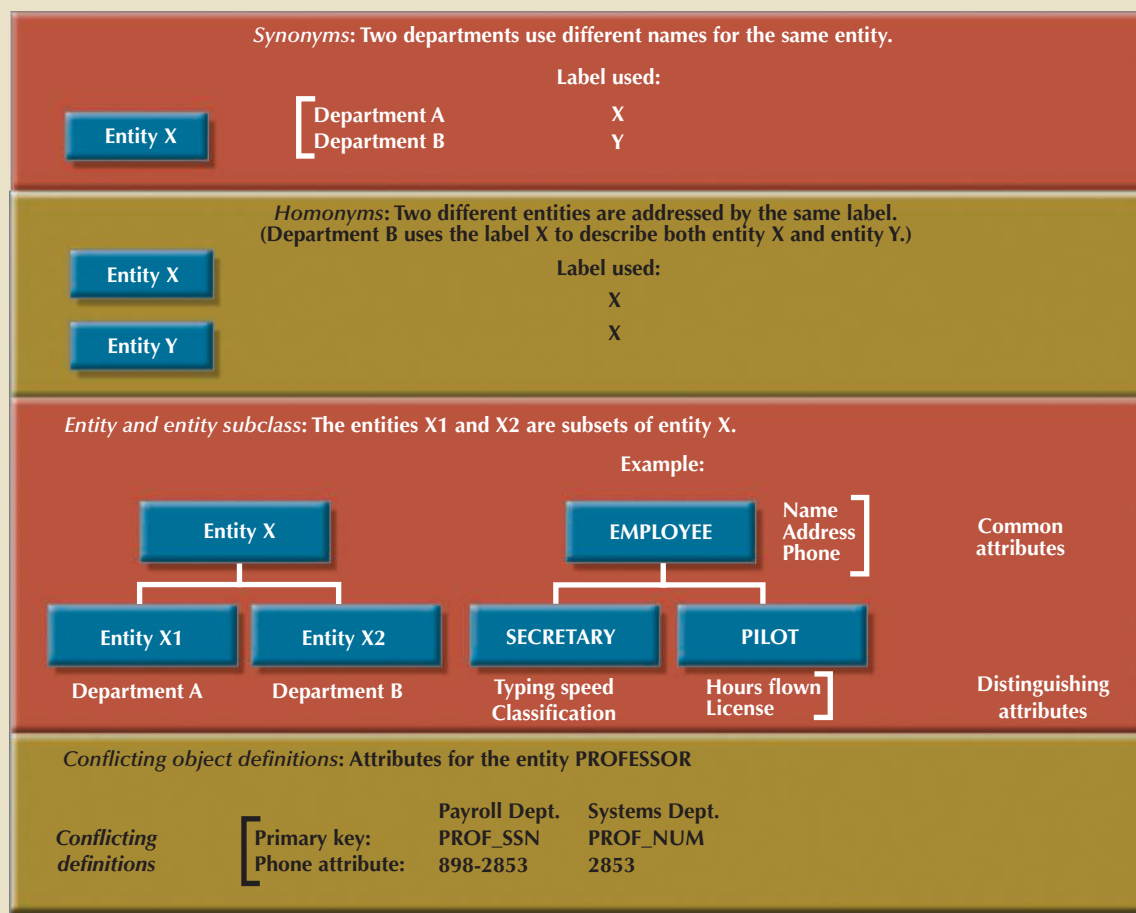 Synonyms: Two departments use different names for the same entity.
Label used:
Entity X
Department A X
Department B Y
Homonyms: Two different entities are addressed by the same label.
(Department B uses the label X to describe both entity X and entity Y.)
Entity X
Label used:
X
X
Entity Y
Entity and entity subclass: The entities X1 and X2 are subsets of entity X.
Example:
Entity X
EMPLOYEE
Name
Address
Phone
Common
attributes
Entity X1
Entity X2
SECRETARY
PILOT
Department A
Department B
Typing speed
Classification
Hours flown
License
Distinguishing
attributes
Conflicting object definitions: Attributes for the entity PROFESSOR
Payroll Dept. Systems Dept.
Conflicting
definitions
Primary key: PROF_SSN PROF_NUM
Phone attribute: 898-2853 2853